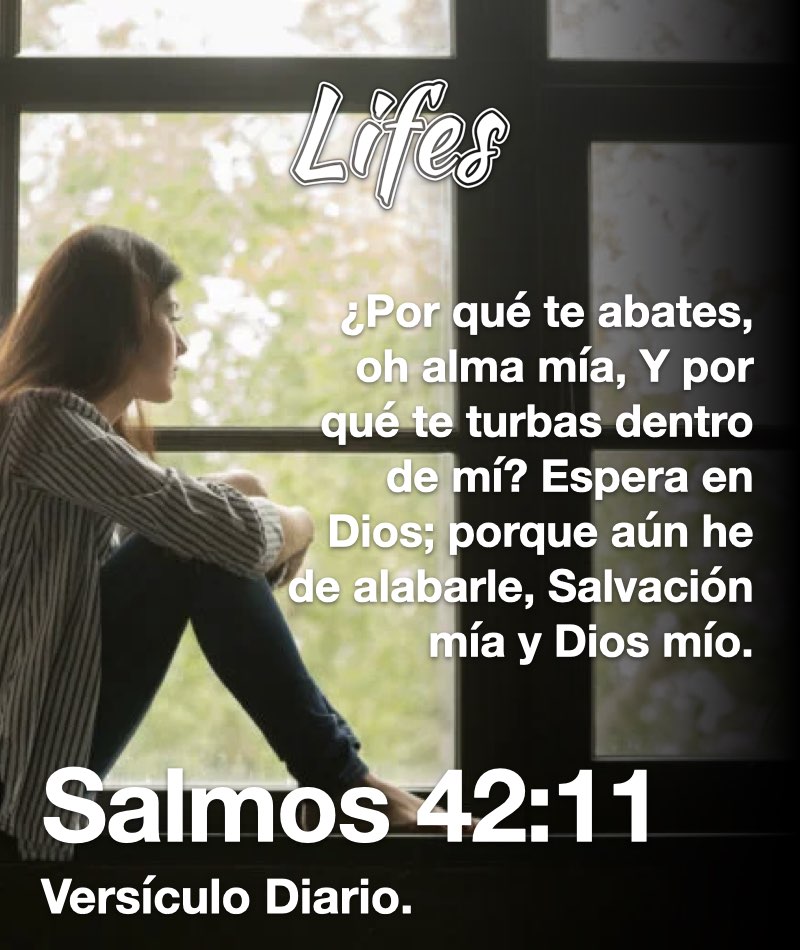 Lifes
¿Por qué te abates,
oh alma mía, Y por
qué te turbas dentro
de mí? Espera en
Dios; porque aún he
de alabarle, Salvación
mía y Dios mío.
Salmos 42:11
Versículo Diario.